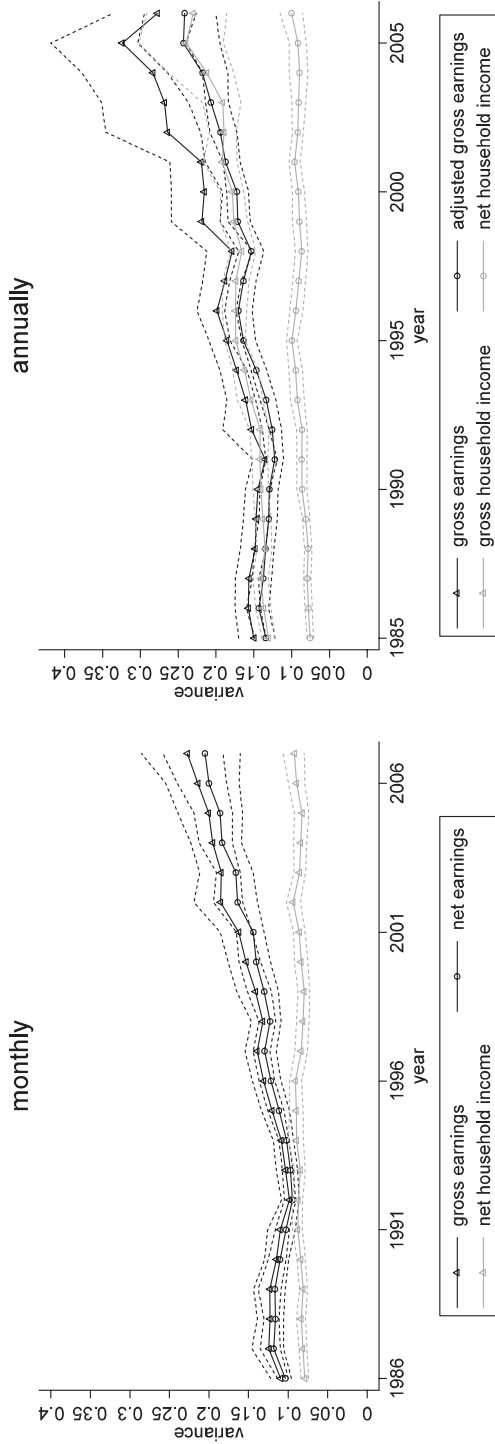 monthly
variance
0 0.05 0.1 0.15 0.2 0.25 0.3 0.35 0.4
1986 1991 1996 2001 2006
year
gross earnings net earnings
net household income
annually
variance
0 0.05 0.1 0.15 0.2 0.25 0.3 0.35 0.4
1985 1990 1995 2000 2005
year
gross earnings adjusted gross earnings
gross household income net household income